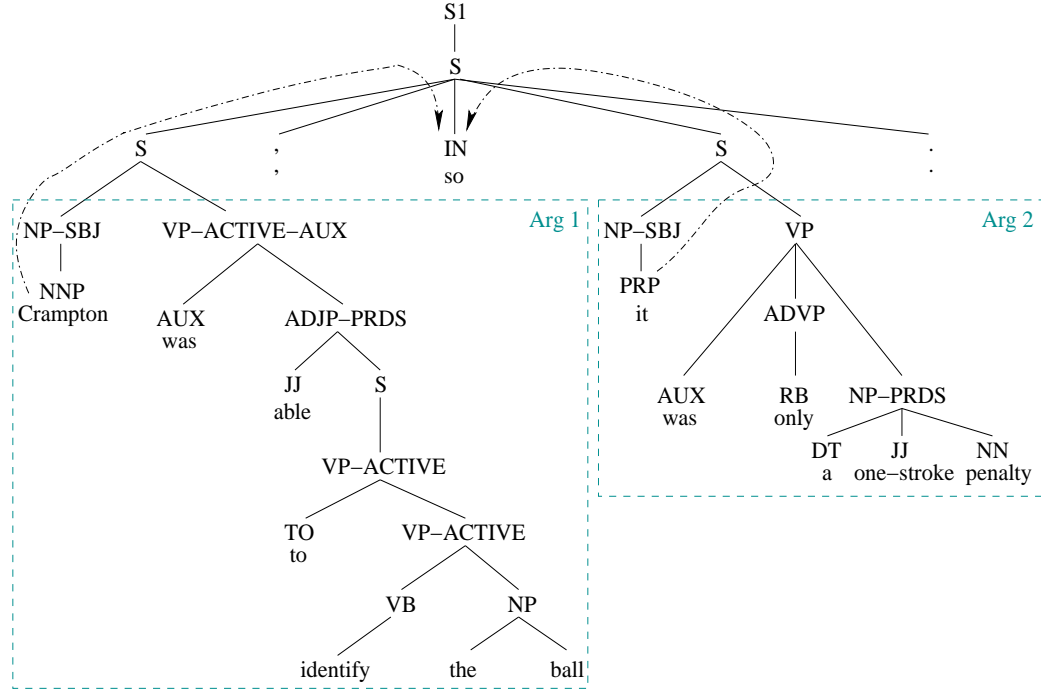 S1
S
S , IN S .
, so .
Arg 1 Arg 2
NP–SBJ VP–ACTIVE–AUX NP–SBJ VP
NNP PRP
Crampton it
AUX ADJP–PRDS ADVP
was
JJ S AUX RB NP–PRDS
able was only
DT JJ NN
a one–stroke penalty
VP–ACTIVE
TO VP–ACTIVE
to
VB NP
identify the ball